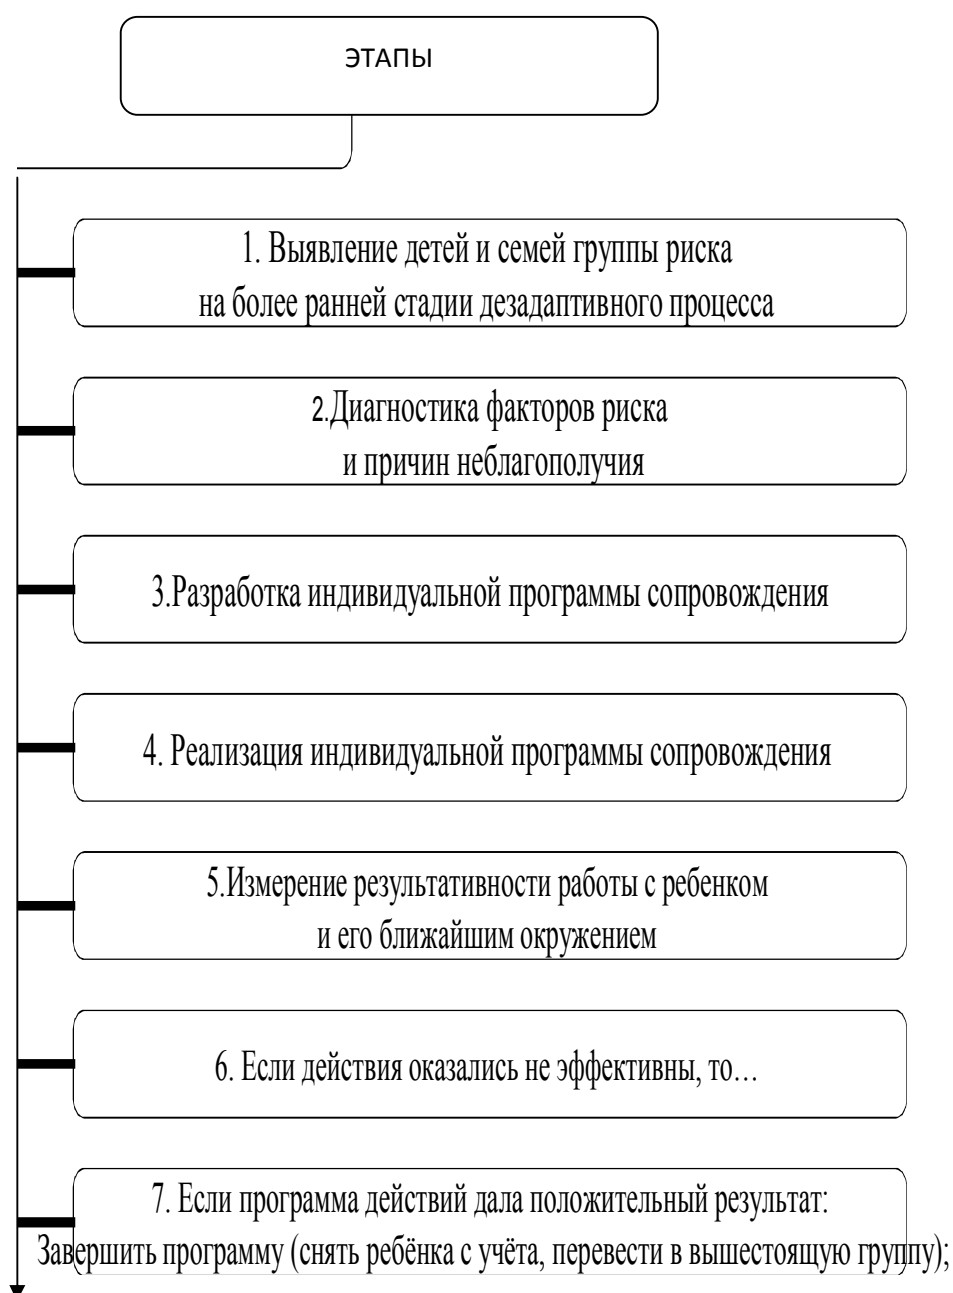 ЭТАПЫ
1. Выявление детей и семей группы риска
на более ранней стадии дезадаптивного процесса
2.Диагностика факторов риска
и причин неблагополучия
3.Разработка индивидуальной программы сопровождения
4. Реализация индивидуальной программы сопровождения
5.Измерение результативности работы с ребенком
и его ближайшим окружением
6. Если действия оказались не эффективны, то…
7. Если программа действий дала положительный результат:
Завершить программу (снять ребёнка с учёта, перевести в вышестоящую группу);